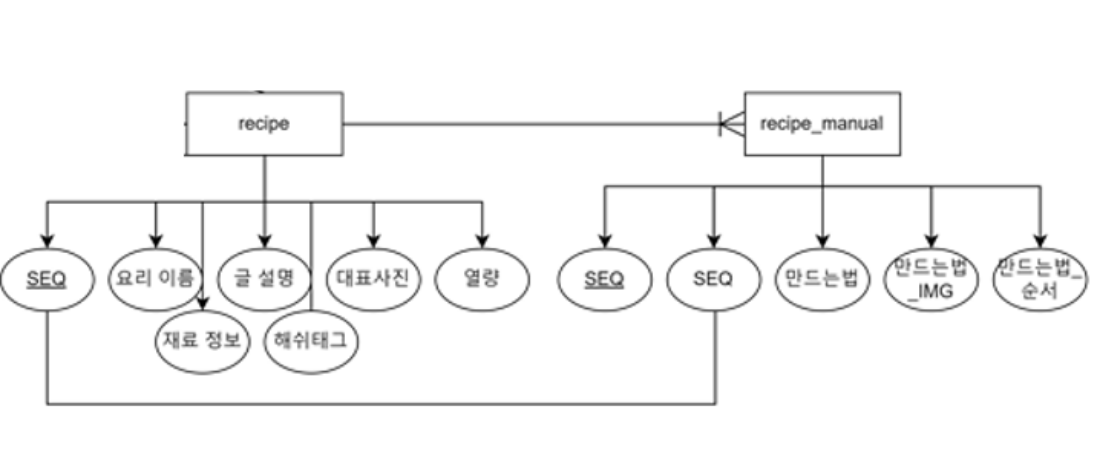 recipe
recipe_manual
SEQ
요리 이름
글 설명
대표사진
열량
재료 정보
해쉬태그
SEQ
SEQ
만드는법
만드는법
_IMG
만드는법_
순서